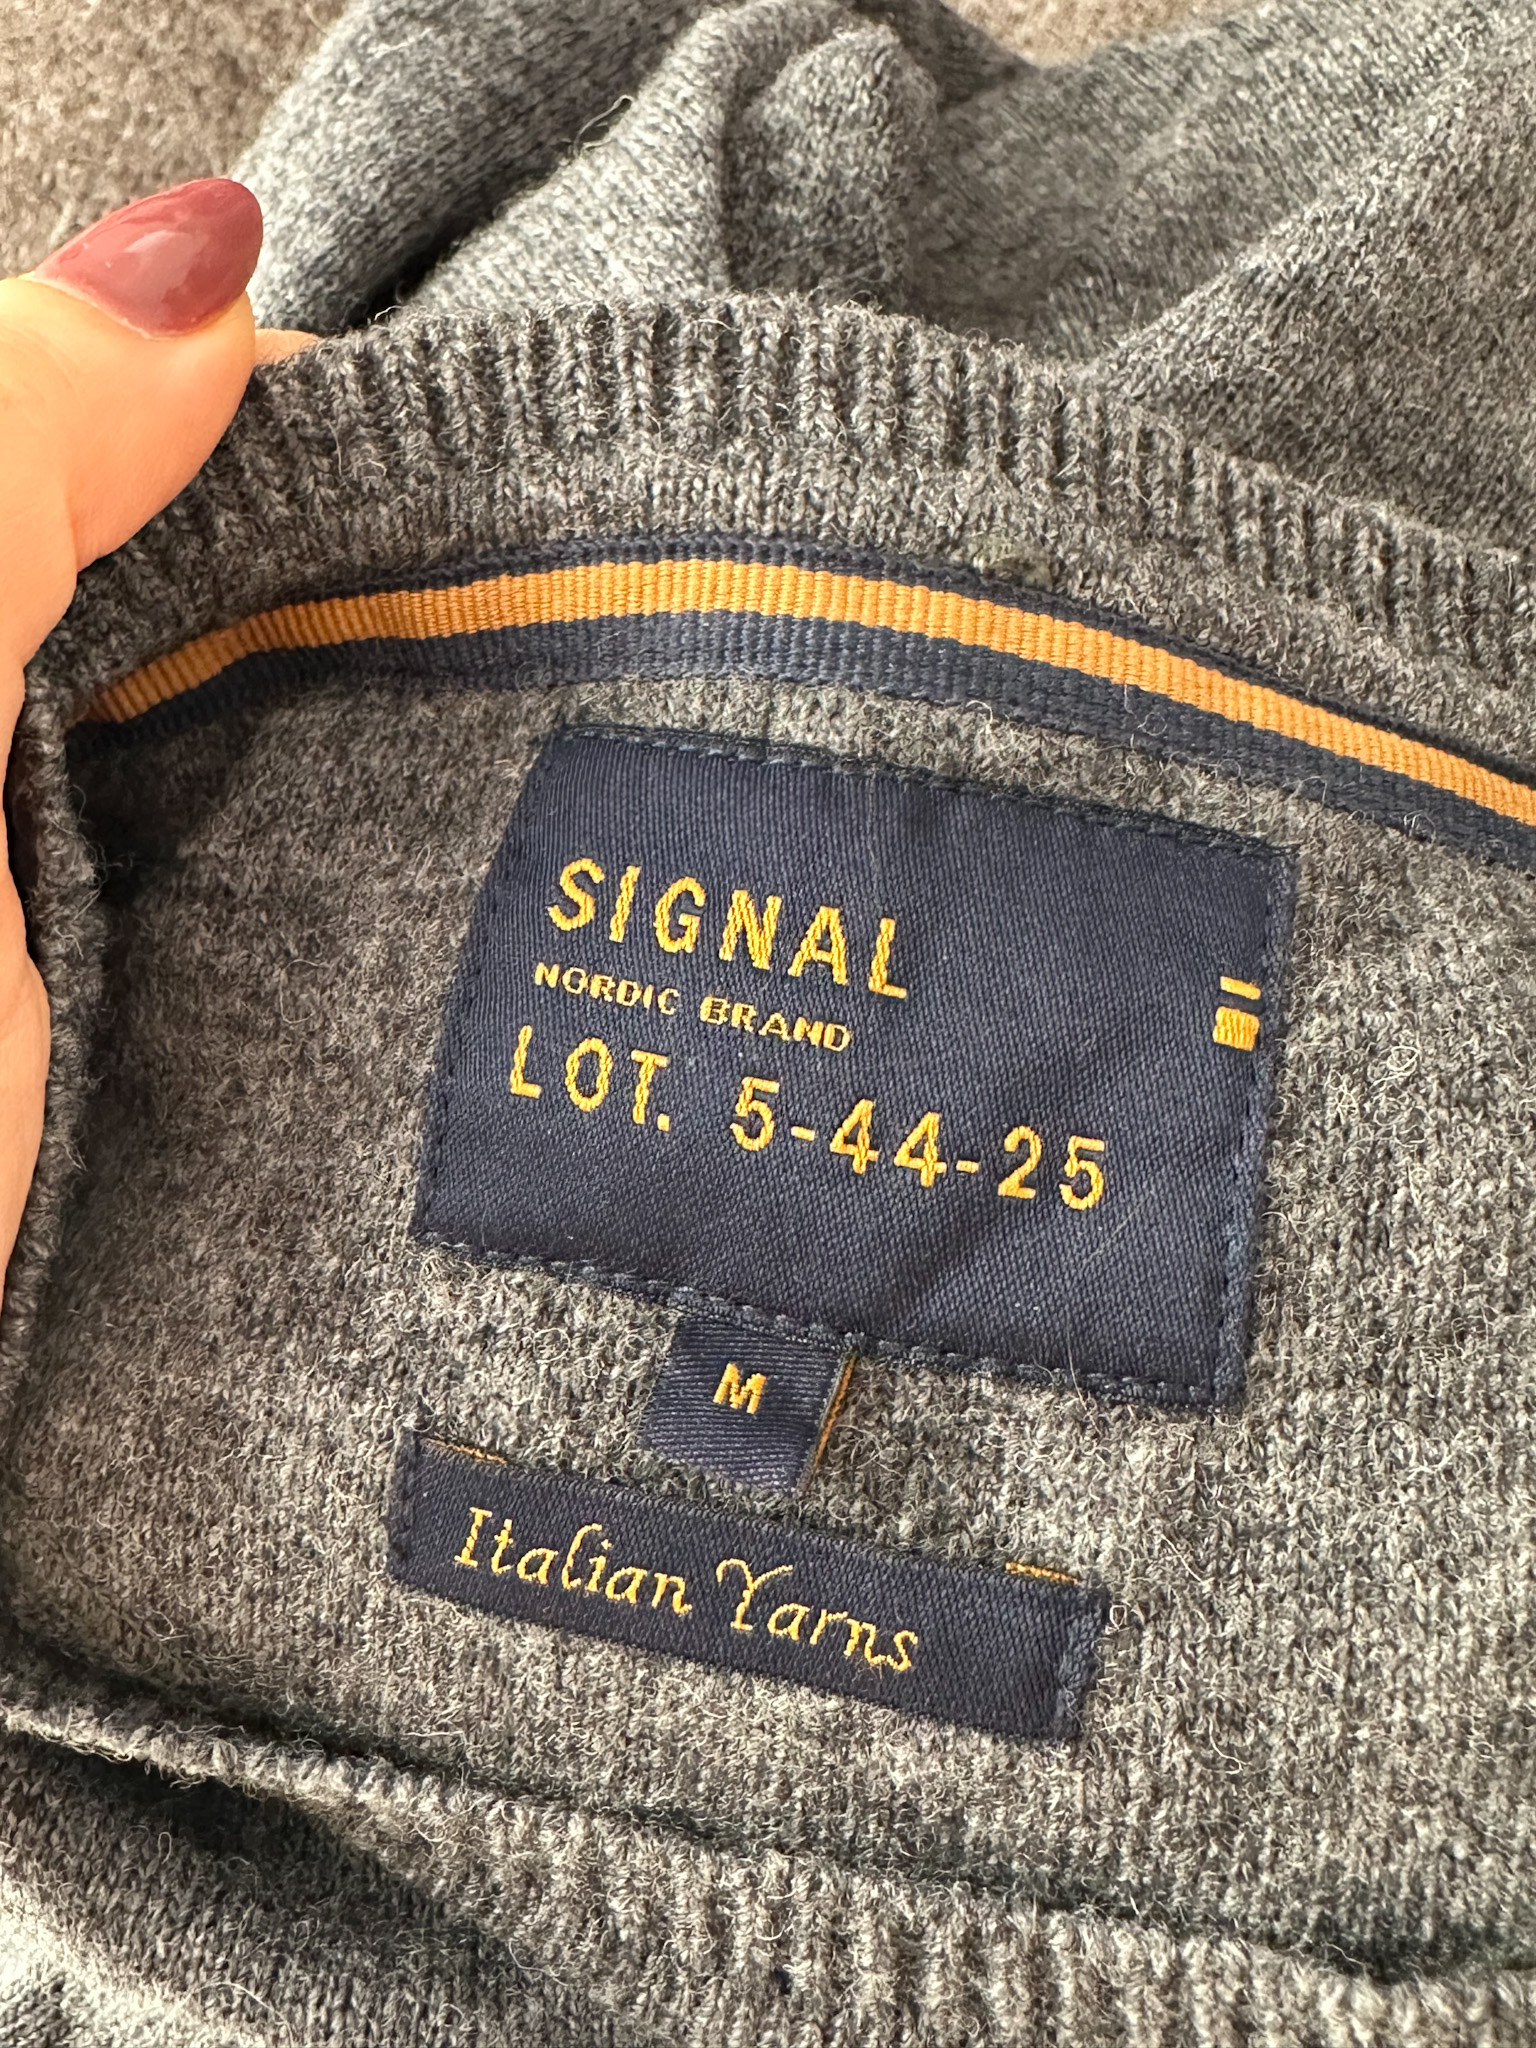 SIGNAL
NORDIC BRAND
LOT. 5-44-25
M
Italian Yarns